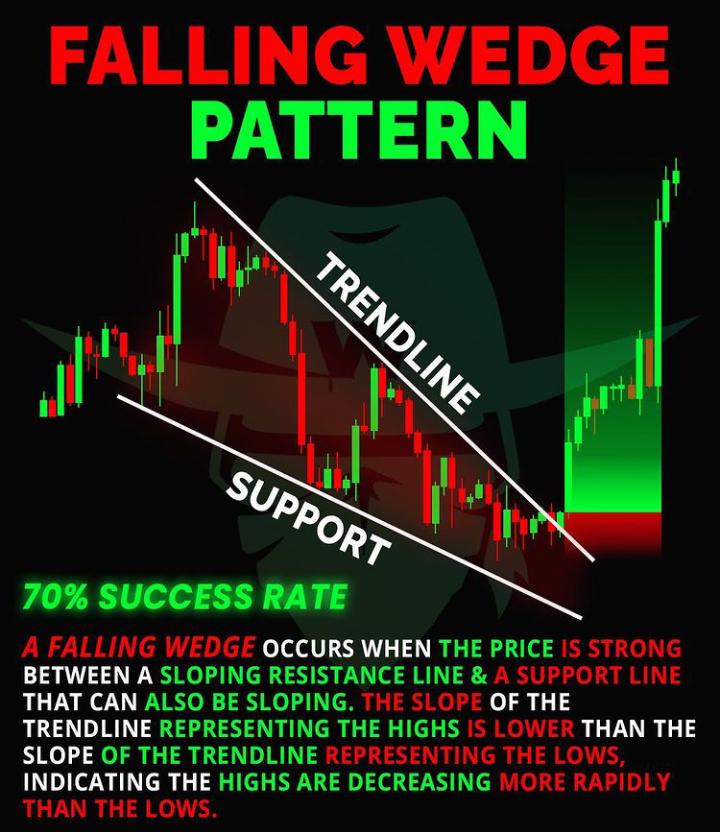 FALLING WEDGE
PATTERN
TRENDLINE
SUPPORT
70% SUCCESS RATE
A FALLING WEDGE OCCURS WHEN THE PRICE IS STRONG
BETWEEN A SLOPING RESISTANCE LINE & A SUPPORT LINE
THAT CAN ALSO BE SLOPING. THE SLOPE OF THE
TRENDLINE REPRESENTING THE HIGHS IS LOWER THAN THE
SLOPE OF THE TRENDLINE REPRESENTING THE LOWS,
INDICATING THE HIGHS ARE DECREASING MORE RAPIDLY
THAN THE LOWS.